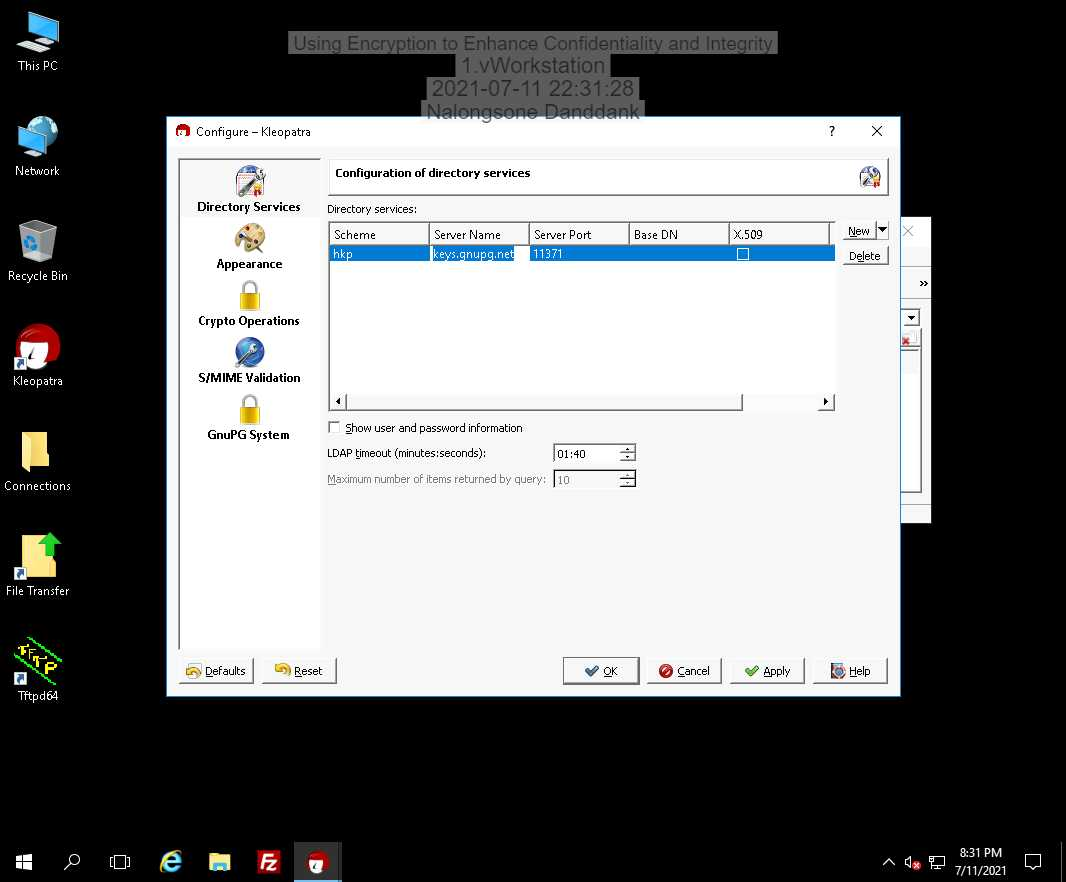 Using Encryption to Enhance Confidentiality and Integrity
1.vWorkstation
2021-07-11 22:31:28
Nalongsone Danddank
This PC
Network
Recycle Bin
Kleopatra
Connections
File Transfer
TFTP
Tftpd64
Configure – Kleopatra
?
Directory Services
Appearance
Crypto Operations
S/MIME Validation
GnuPG System
Configuration of directory services
Directory services:
Scheme Server Name Server Port Base DN X.509
hkp keys.gnupg.net 11371
New
Delete
»
Show user and password information
LDAP timeout (minutes:seconds): 01:40
Maximum number of items returned by query: 10
Defaults Reset OK Cancel Apply Help
8:31 PM
7/11/2021